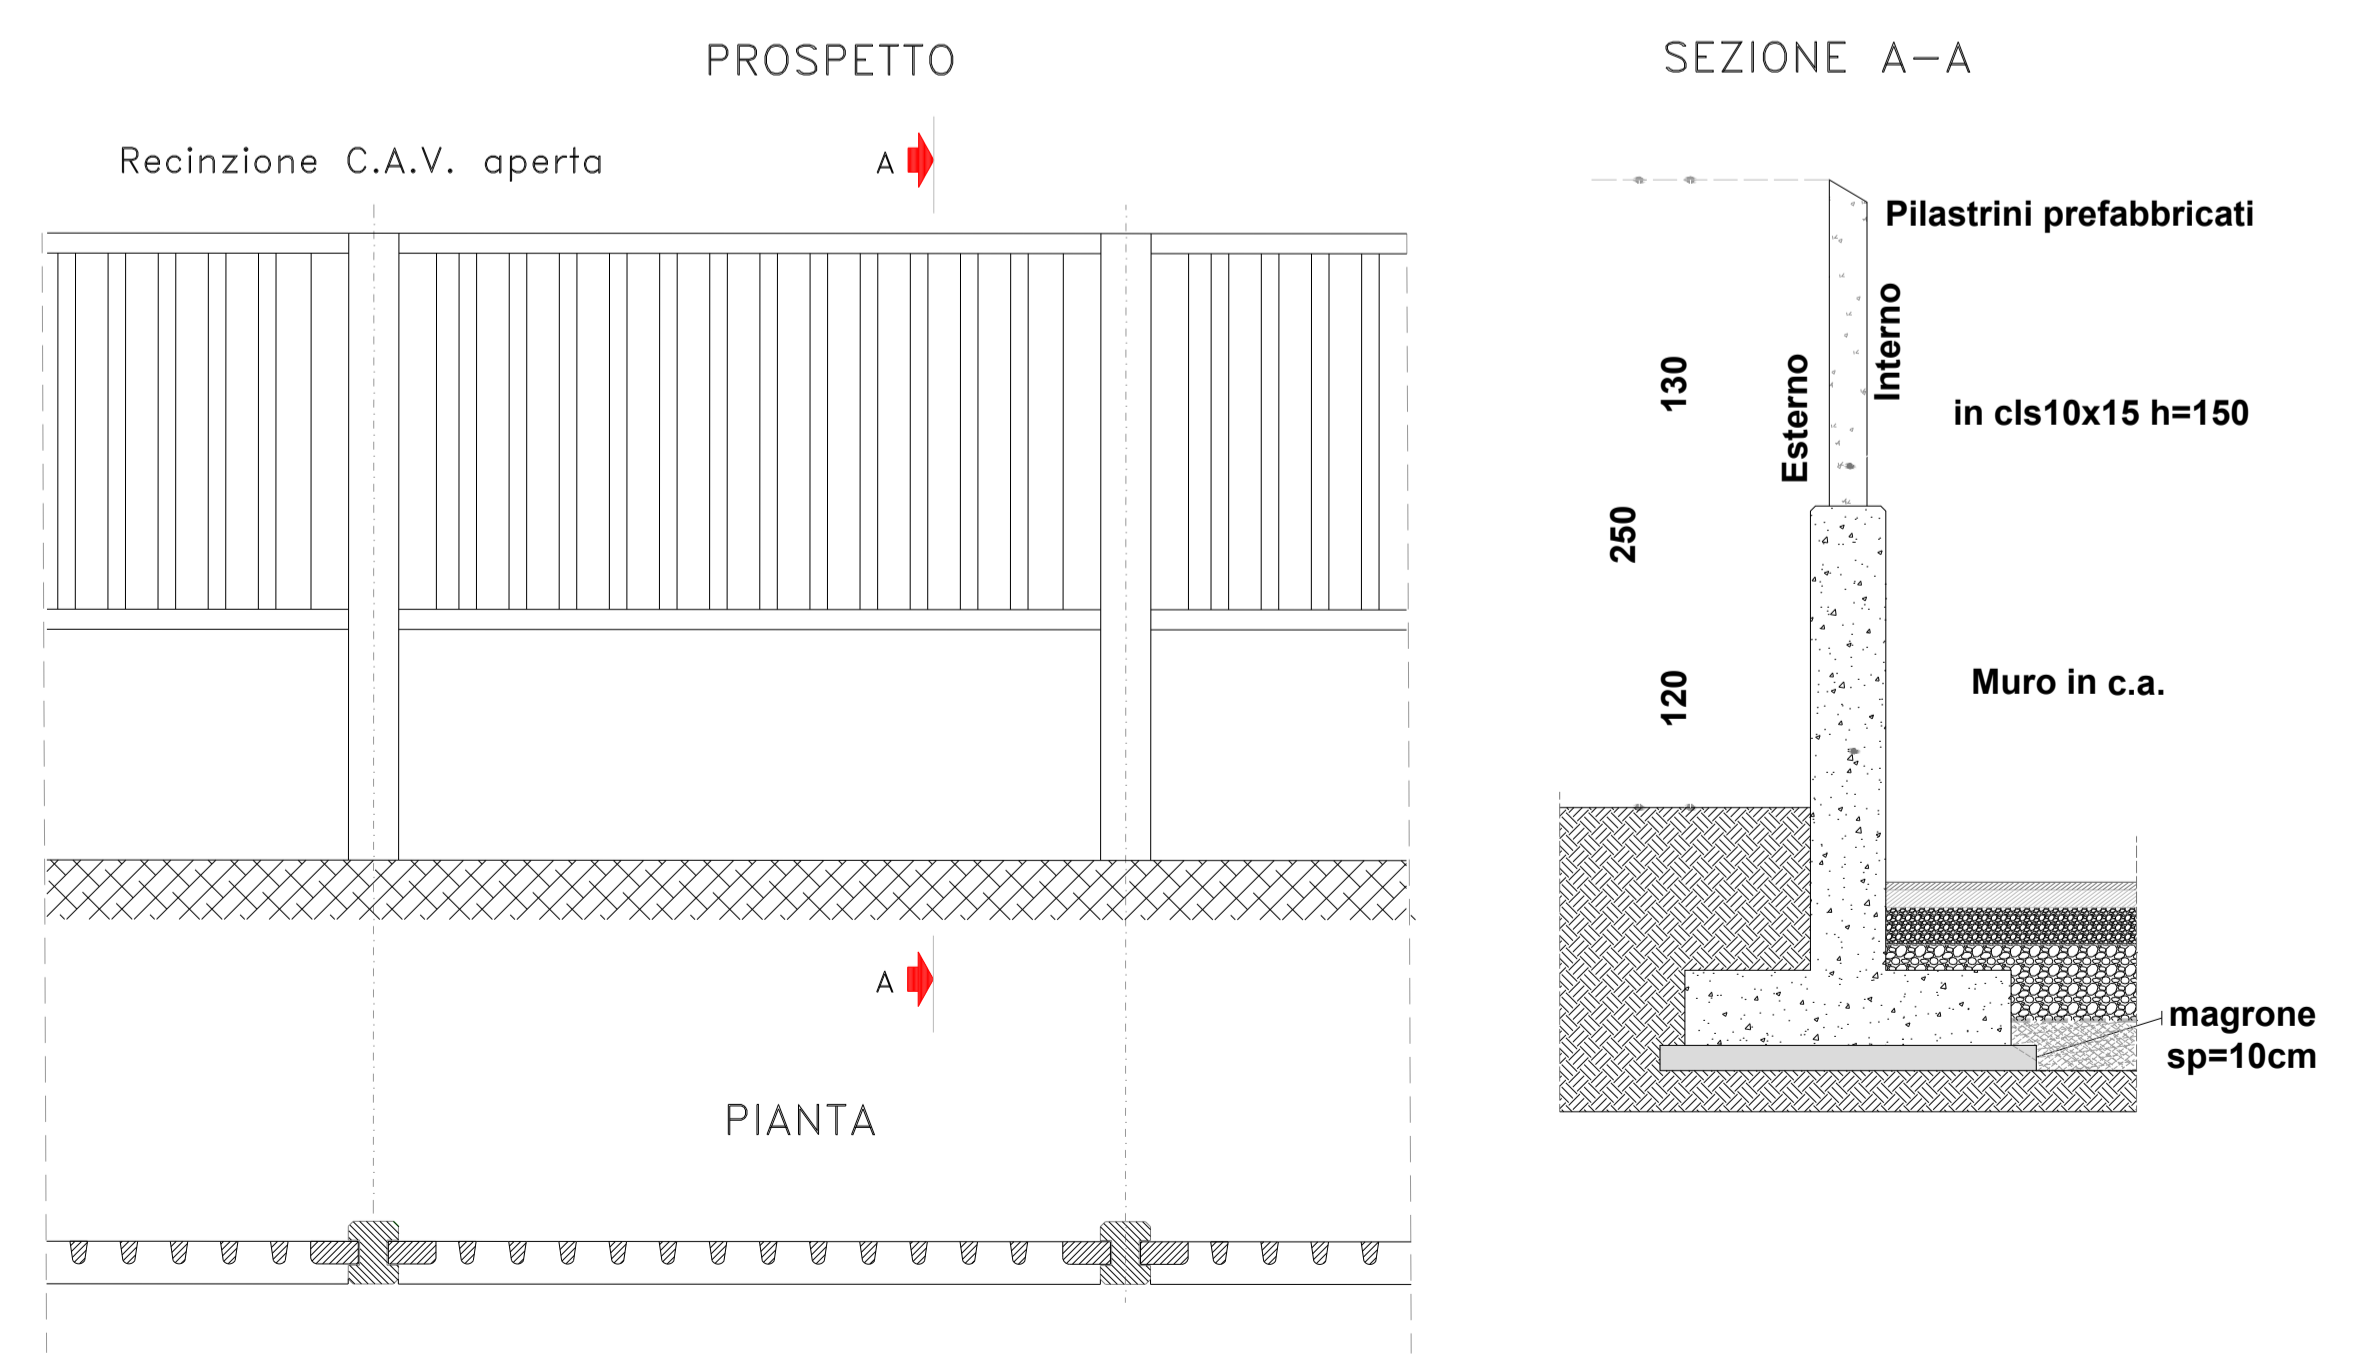 PROSPETTO
Recinzione C.A.V. aperta
A
A
PIANTA
SEZIONE A-A
Pilastrini prefabbricati
Interno
Esterno
130
in cls10x15 h=150
250
120
Muro in c.a.
magrone
sp=10cm